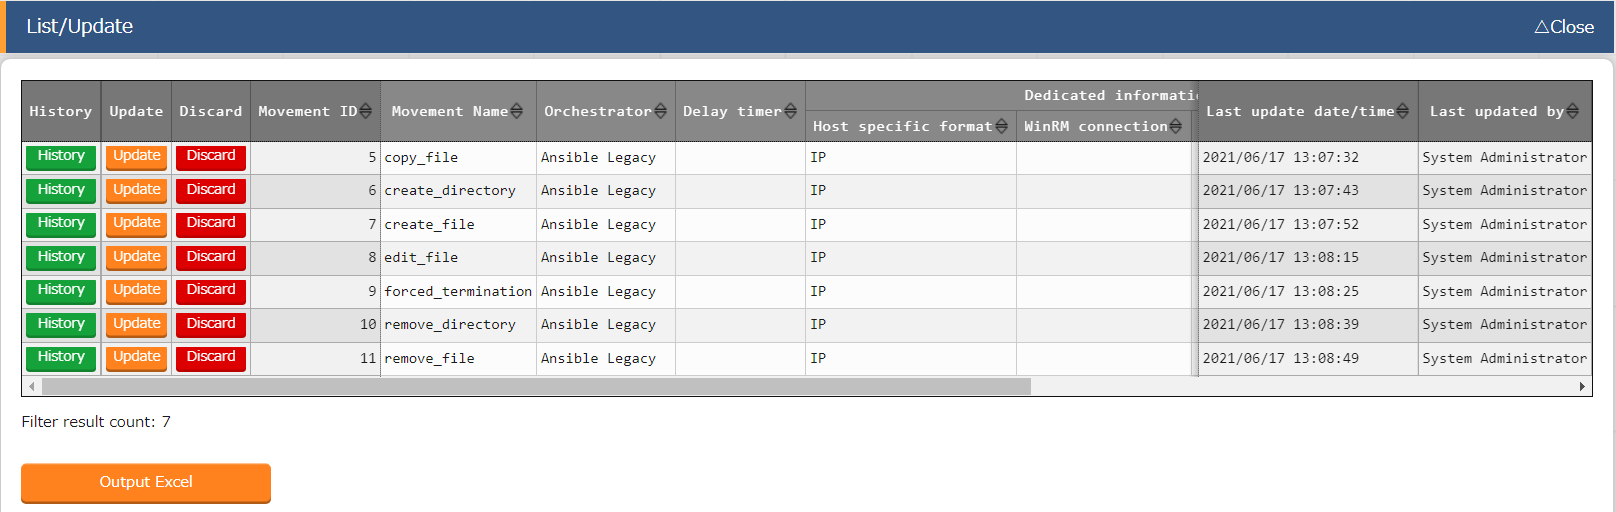 List/Update △Close
Dedicated informati
History Update Discard Movement ID Movement Name Orchestrator Delay timer Last update date/time Last updated by
Host specific format WinRM connection
History Update Discard 5 copy_file Ansible Legacy IP 2021/06/17 13:07:32 System Administrator
History Update Discard 6 create_directory Ansible Legacy IP 2021/06/17 13:07:43 System Administrator
History Update Discard 7 create_file Ansible Legacy IP 2021/06/17 13:07:52 System Administrator
History Update Discard 8 edit_file Ansible Legacy IP 2021/06/17 13:08:15 System Administrator
History Update Discard 9 forced_termination Ansible Legacy IP 2021/06/17 13:08:25 System Administrator
History Update Discard 10 remove_directory Ansible Legacy IP 2021/06/17 13:08:39 System Administrator
History Update Discard 11 remove_file Ansible Legacy IP 2021/06/17 13:08:49 System Administrator
Filter result count: 7
Output Excel